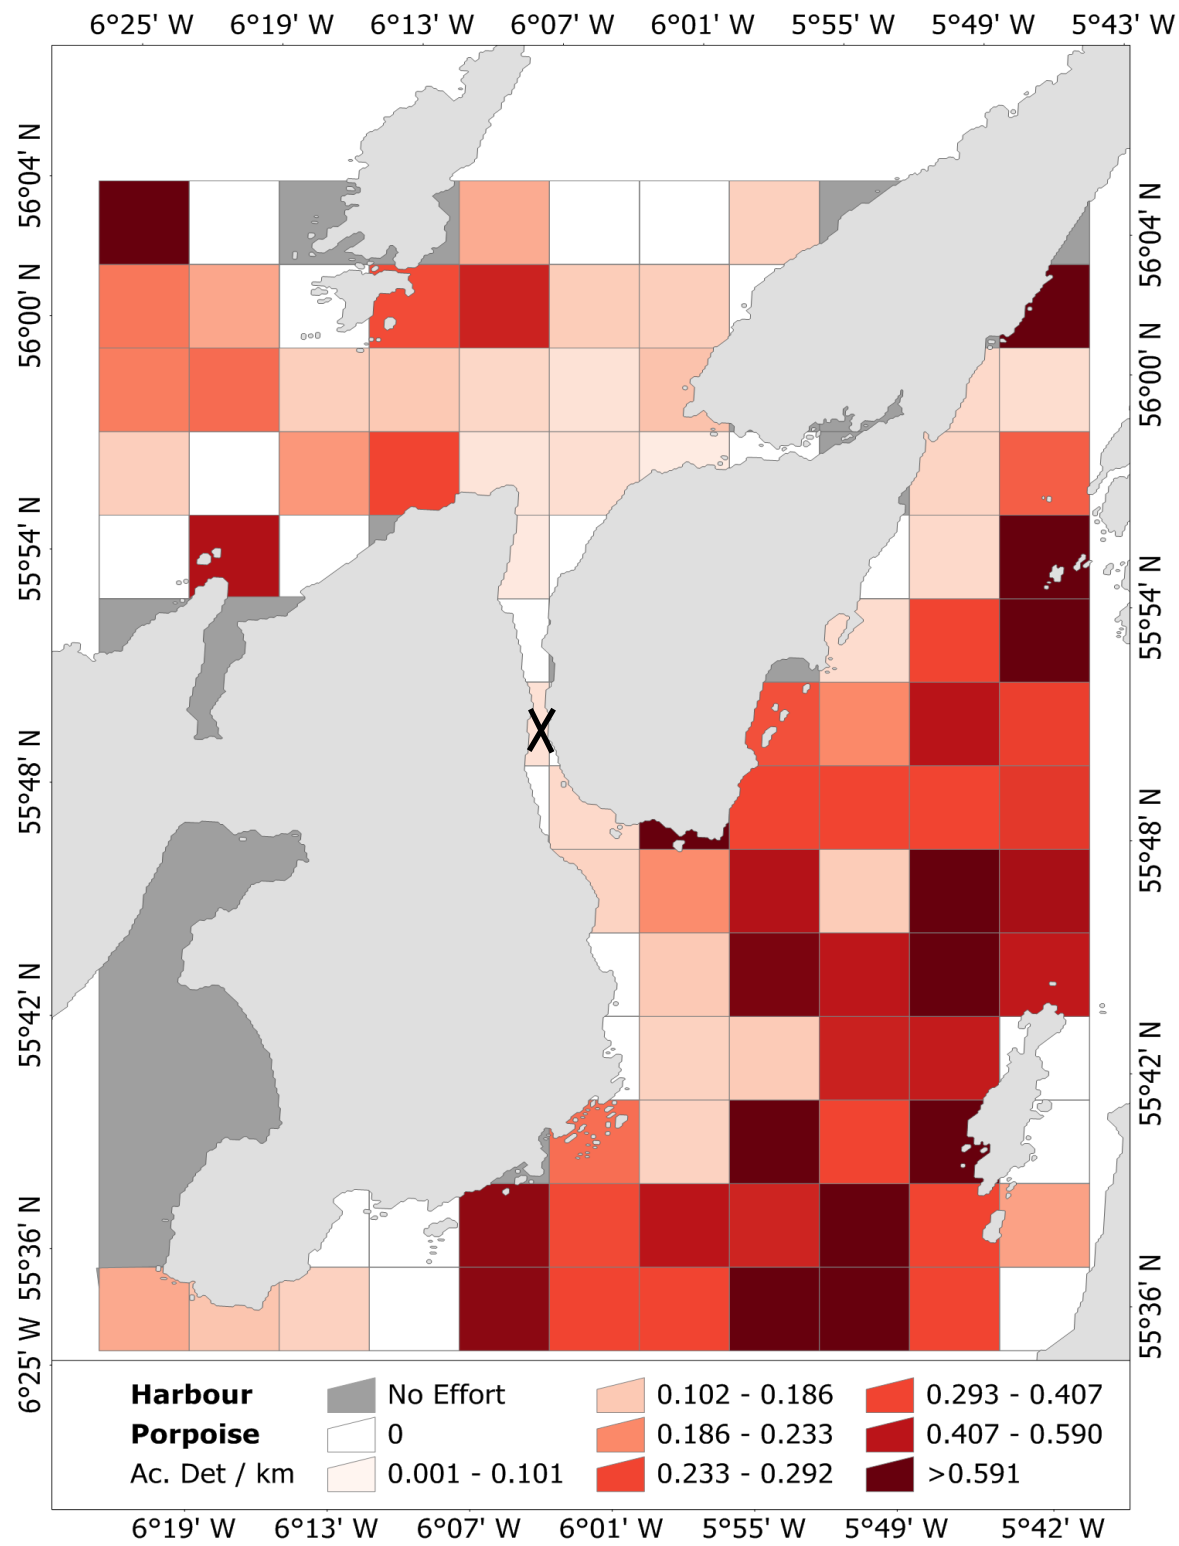 6°25' W 6°19' W 6°13' W 6°07' W 6°01' W 5°55' W 5°49' W 5°43' W
56°04' N
56°04' N
56°00' N
56°00' N
55°54' N
55°54' N
55°48' N
55°48' N
55°42' N
55°42' N
55°36' N
55°36' N
6°25' W
X
Harbour
Porpoise
Ac. Det / km
No Effort
0
0.001 - 0.101
0.102 - 0.186
0.186 - 0.233
0.233 - 0.292
0.293 - 0.407
0.407 - 0.590
>0.591
6°19' W 6°13' W 6°07' W 6°01' W 5°55' W 5°49' W 5°42' W